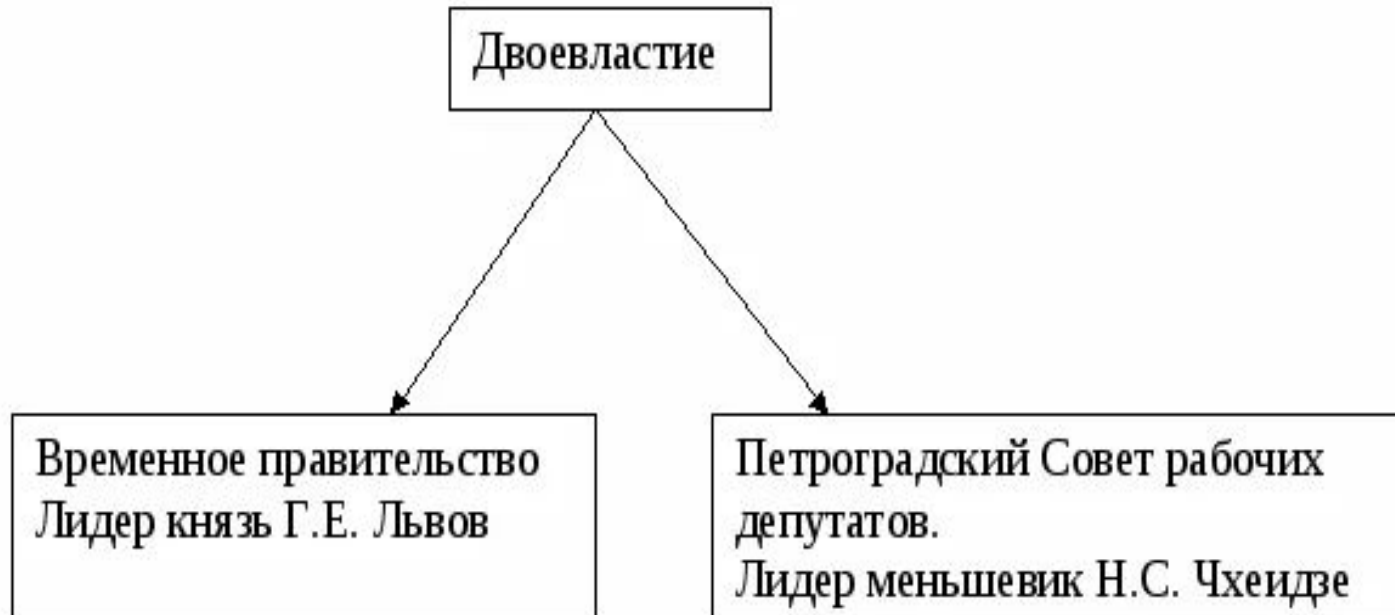 Двоевластие
Временное правительство
Лидер князь Г.Е. Львов
Петроградский Совет рабочих
депутатов.
Лидер меньшевик Н.С. Чхеидзе